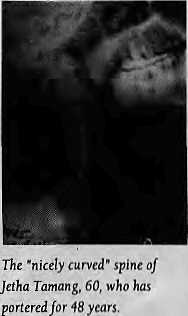 The "nicely curved" spine of
Jetha Tamang, 60, who has
portered for 48 years.